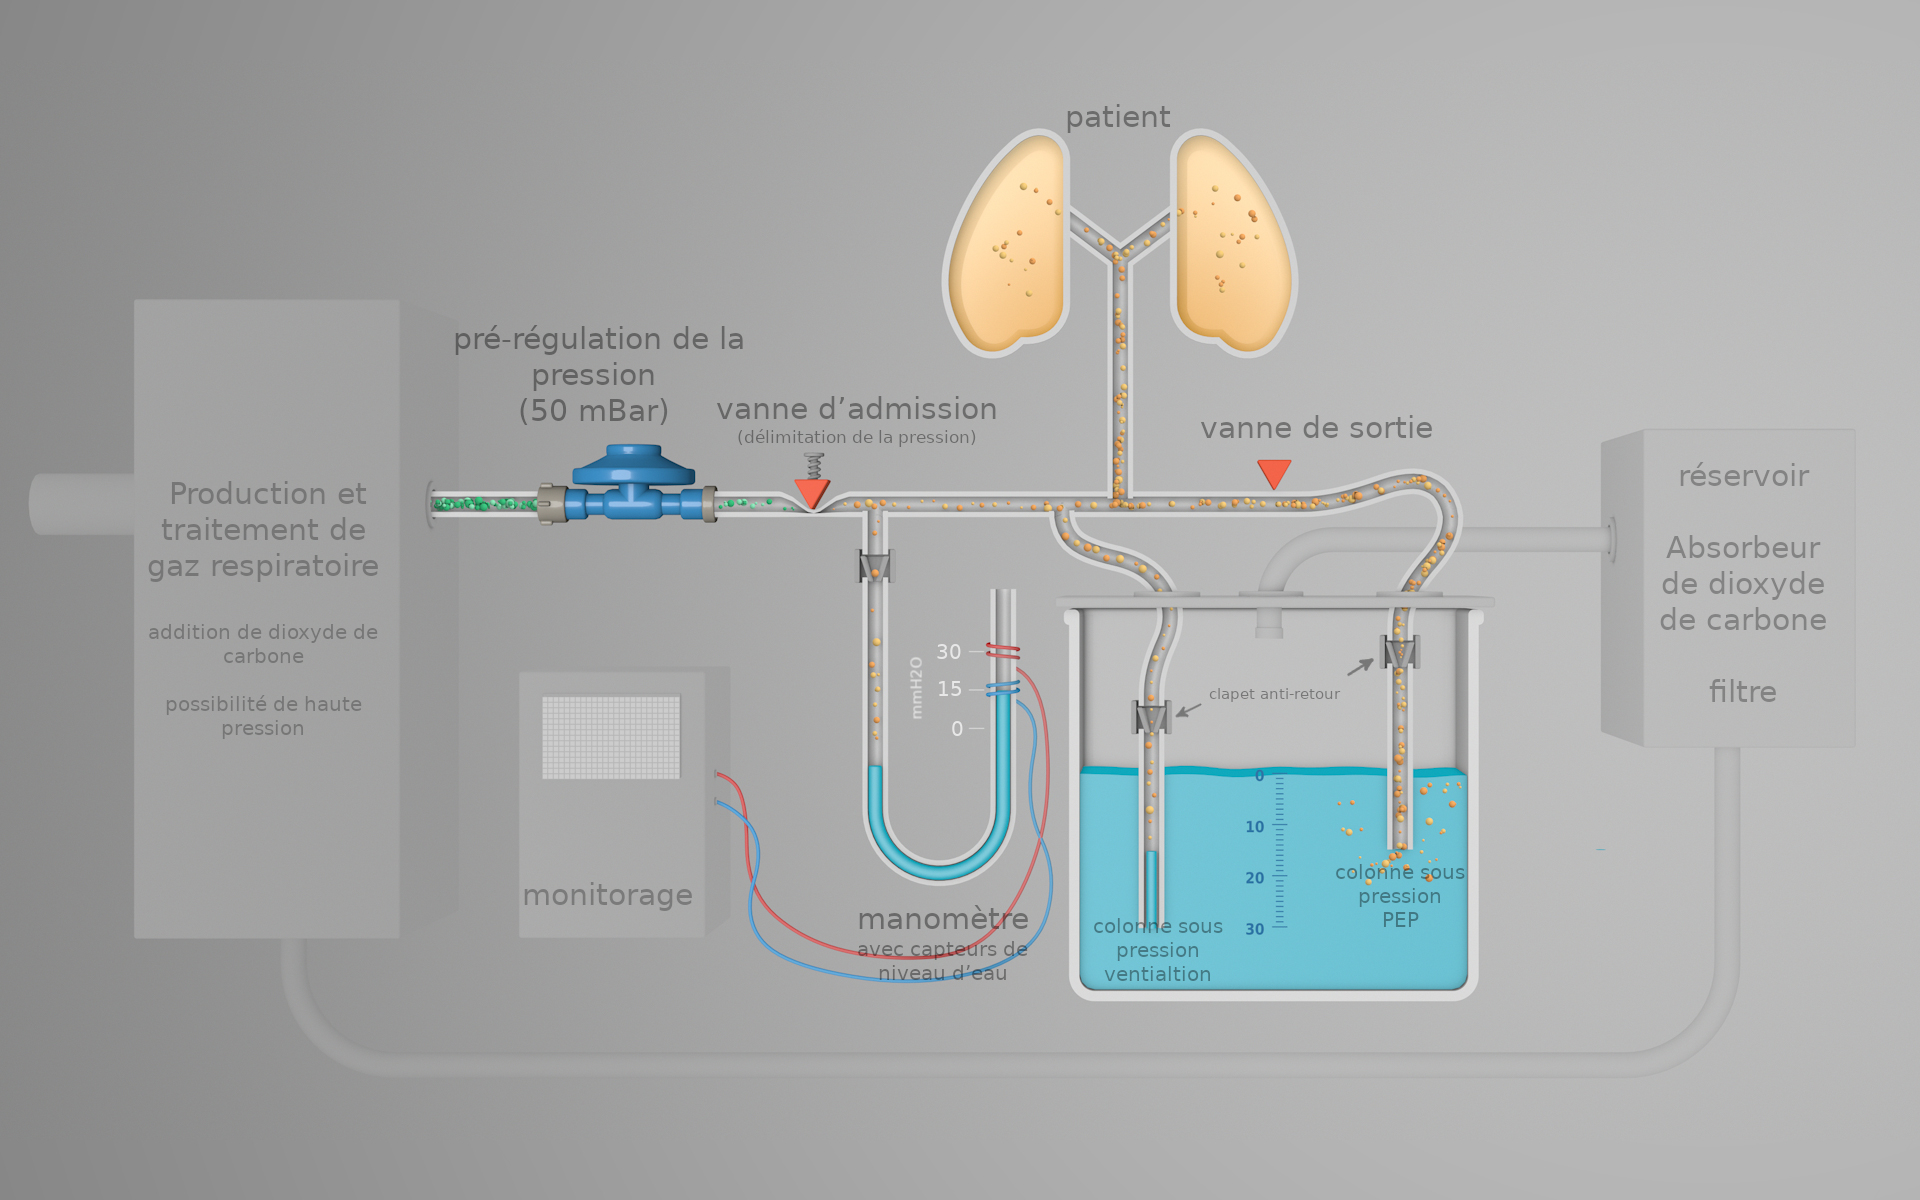 patient
pré-régulation de la
pression
(50 mBar)
vanne d’admission
(délimitation de la pression)
vanne de sortie
Production et
traitement de
gaz respiratoire
addition de dioxyde de
carbone
possibilité de haute
pression
réservoir
Absorbeur
de dioxyde
de carbone
filtre
mmH2O
30
15
0
clapet anti-retour
monitorage
manomètre
avec capteurs de
niveau d’eau
0
10
20
30
colonne sous
pression
PEP
colonne sous
pression
ventialtion